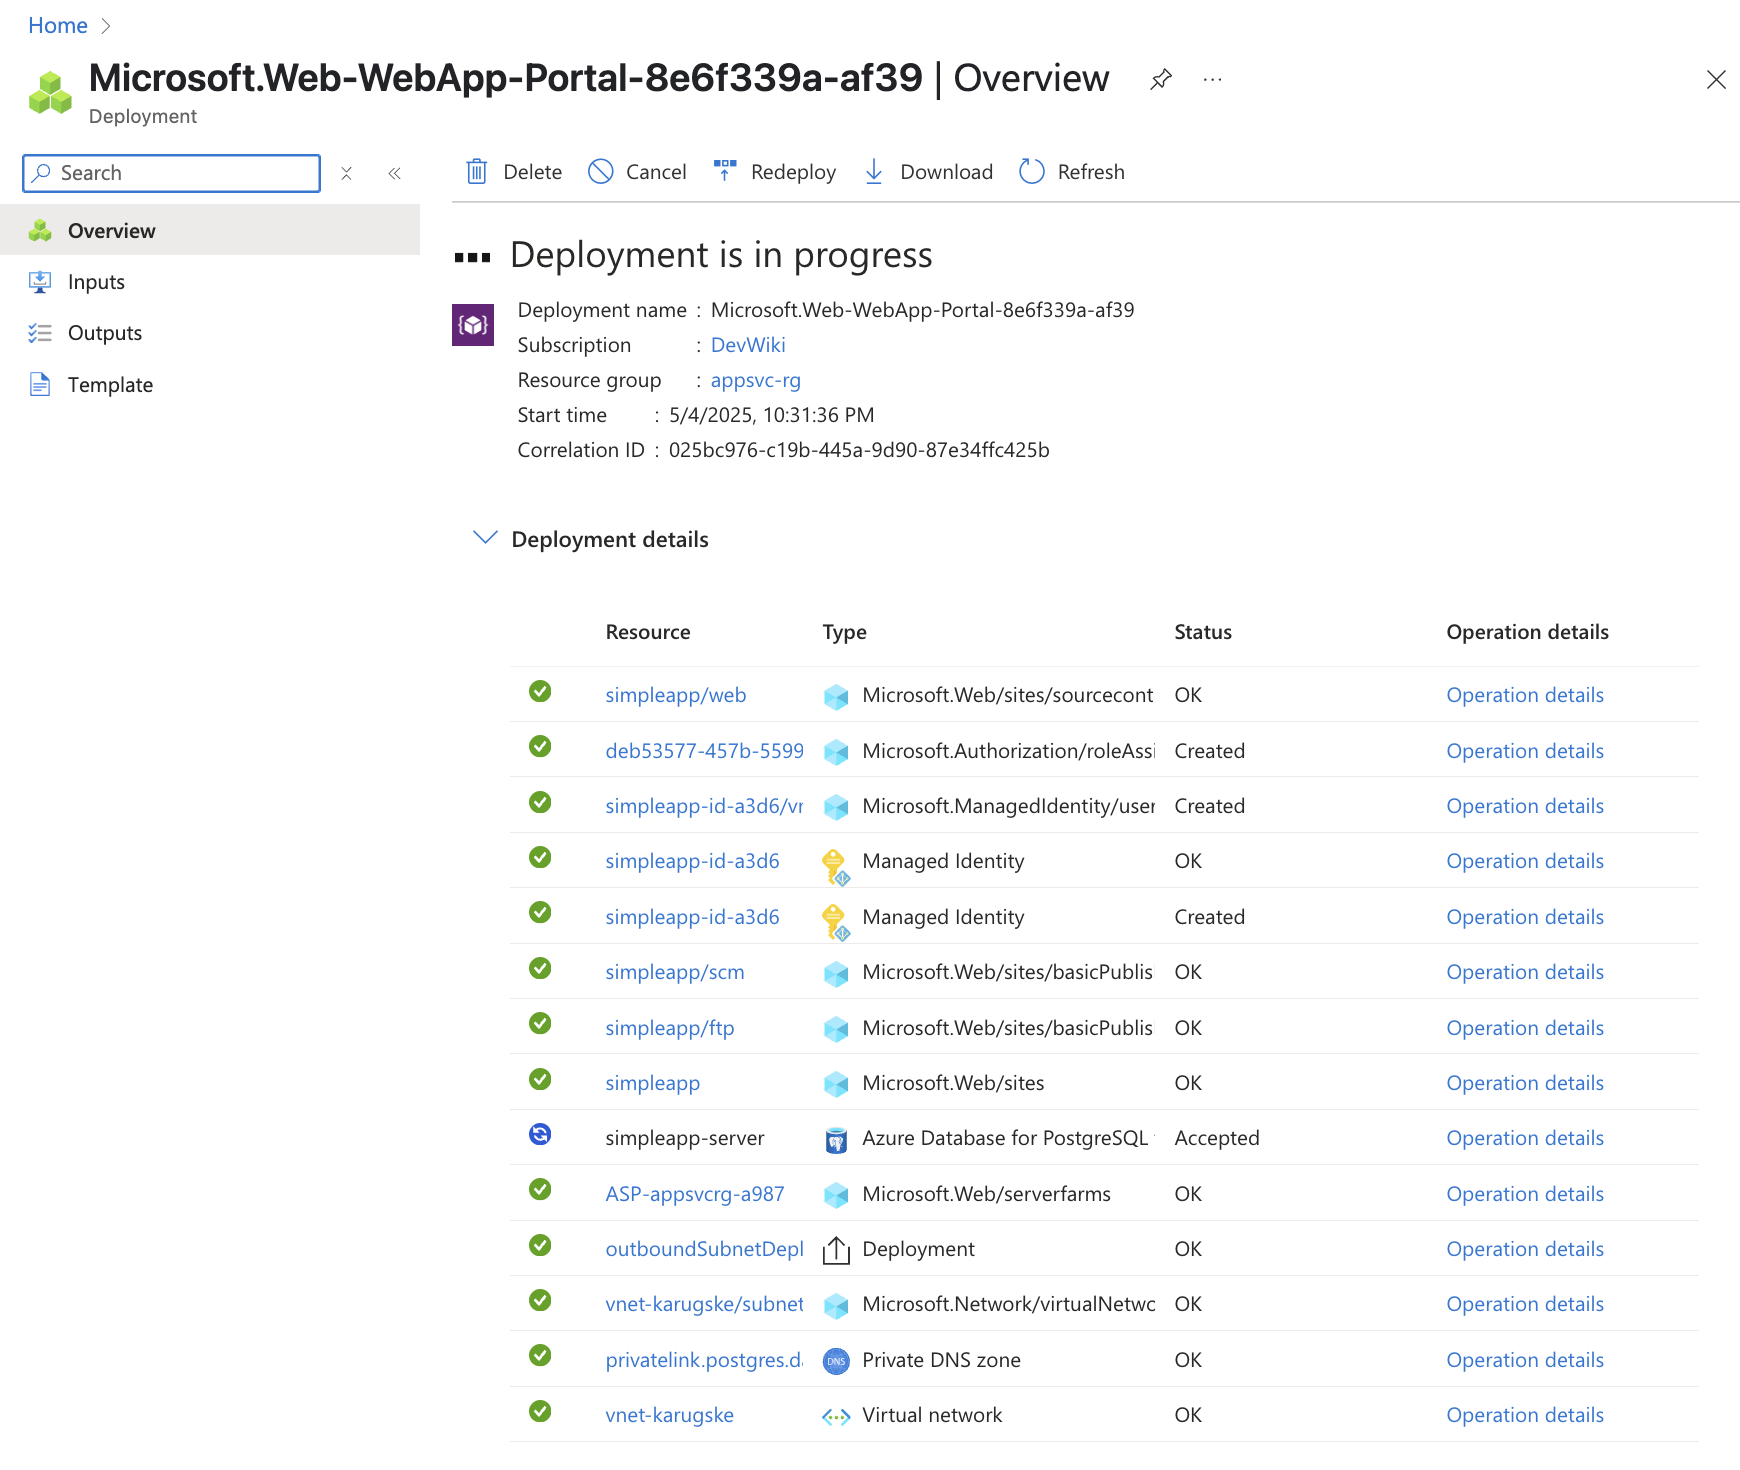 Home
Microsoft.Web-WebApp-Portal-8e6f339a-af39 | Overview
Deployment
Search
Delete Cancel Redeploy Download Refresh
Overview
Inputs
Outputs
Template
Deployment is in progress
Deployment name : Microsoft.Web-WebApp-Portal-8e6f339a-af39
Subscription : DevWiki
Resource group : appsvc-rg
Start time : 5/4/2025, 10:31:36 PM
Correlation ID : 025bc976-c19b-445a-9d90-87e34ffc425b
Deployment details
Resource Type Status Operation details
simpleapp/web Microsoft.Web/sites/sourcecont OK Operation details
deb53577-457b-5599 Microsoft.Authorization/roleAssi Created Operation details
simpleapp-id-a3d6/vr Microsoft.ManagedIdentity/user Created Operation details
simpleapp-id-a3d6 Managed Identity OK Operation details
simpleapp-id-a3d6 Managed Identity Created Operation details
simpleapp/scm Microsoft.Web/sites/basicPublis OK Operation details
simpleapp/ftp Microsoft.Web/sites/basicPublis OK Operation details
simpleapp Microsoft.Web/sites OK Operation details
simpleapp-server Azure Database for PostgreSQL Accepted Operation details
ASP-appsvcrg-a987 Microsoft.Web/serverfarms OK Operation details
outboundSubnetDepl Deployment OK Operation details
vnet-karugske/subnet Microsoft.Network/virtualNetwo OK Operation details
privatelink.postgres.da DNS Private DNS zone OK Operation details
vnet-karugske Virtual network OK Operation details